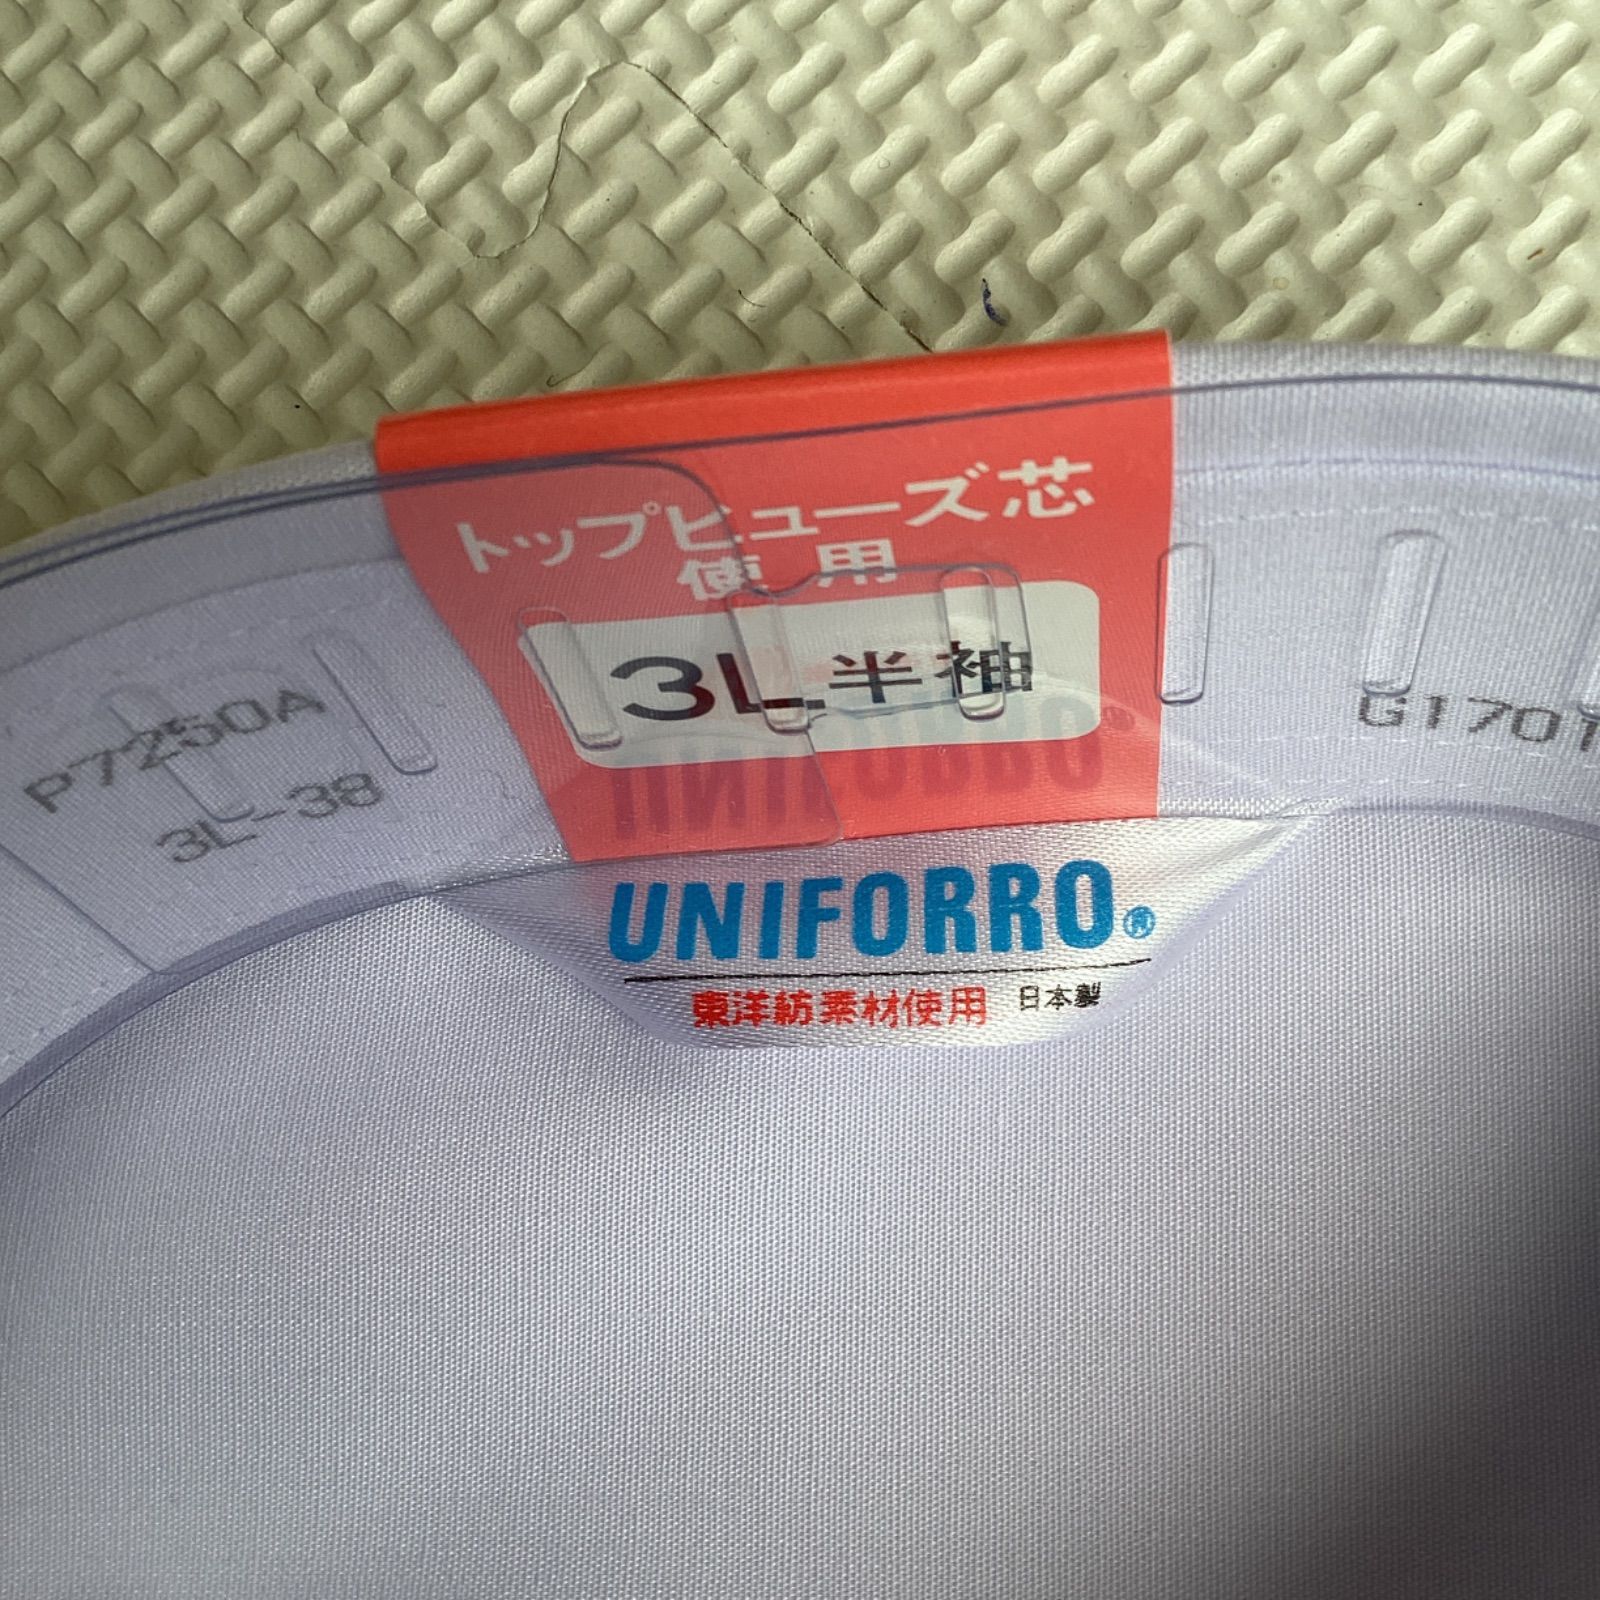 トップヒューズ芯
使用
3L 半袖
P7250A
3L-38
G1701
UNIFORRO®
東洋紡素材使用 日本製